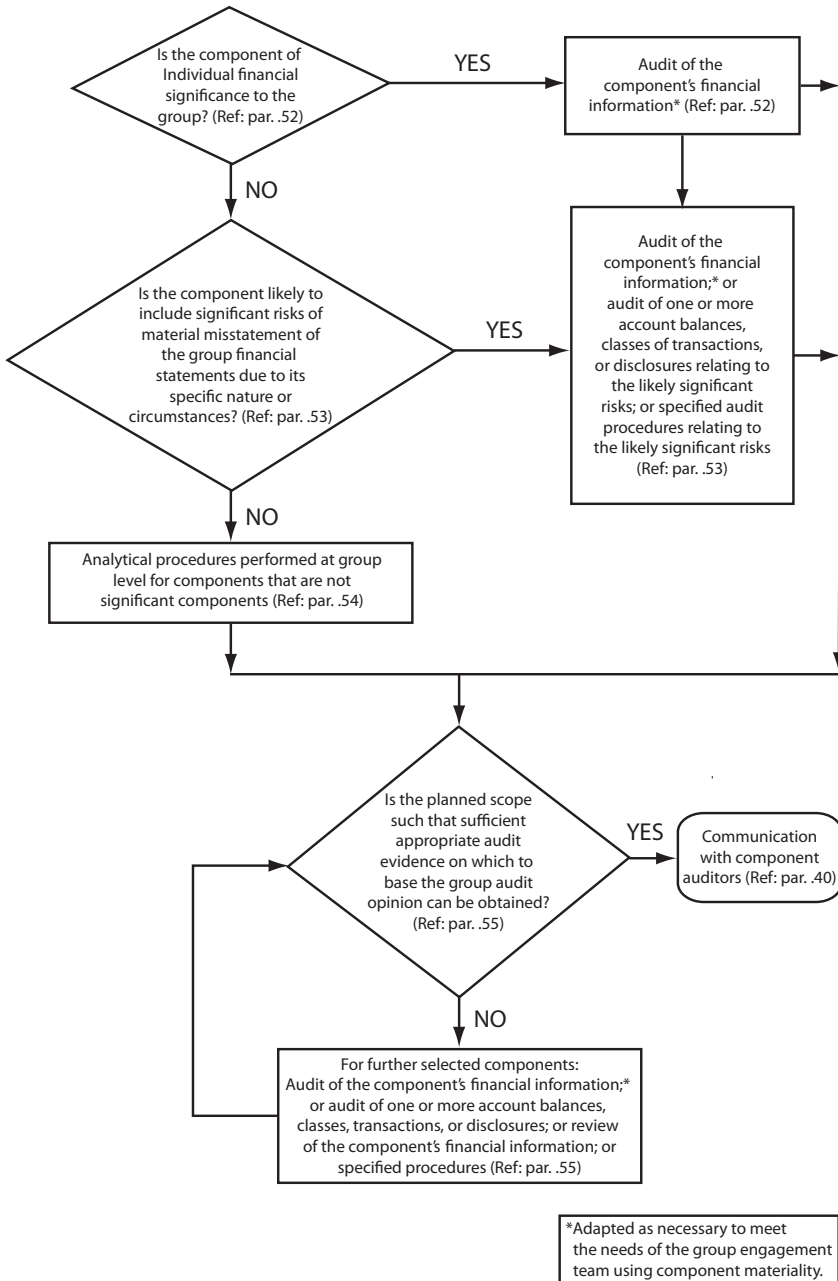 Is the component of
Individual financial
significance to the
group? (Ref: par. .52)
YES
Audit of the
component's financial
information* (Ref: par. .52)
NO
Is the component likely to
include significant risks of
material misstatement of
the group financial
statements due to its
specific nature or
circumstances? (Ref: par. .53)
YES
Audit of the
component's financial
information;* or
audit of one or more
account balances,
classes of transactions,
or disclosures relating to
the likely significant
risks; or specified audit
procedures relating to
the likely significant risks
(Ref: par. .53)
NO
Analytical procedures performed at group
level for components that are not
significant components (Ref: par. .54)
Is the planned scope
such that sufficient
appropriate audit
evidence on which to
base the group audit
opinion can be obtained?
(Ref: par. .55)
YES
Communication
with component
auditors (Ref: par. .40)
NO
For further selected components:
Audit of the component's financial information;*
or audit of one or more account balances,
classes, transactions, or disclosures; or review
of the component's financial information; or
specified procedures (Ref: par. .55)
*Adapted as necessary to meet
the needs of the group engagement
team using component materiality.